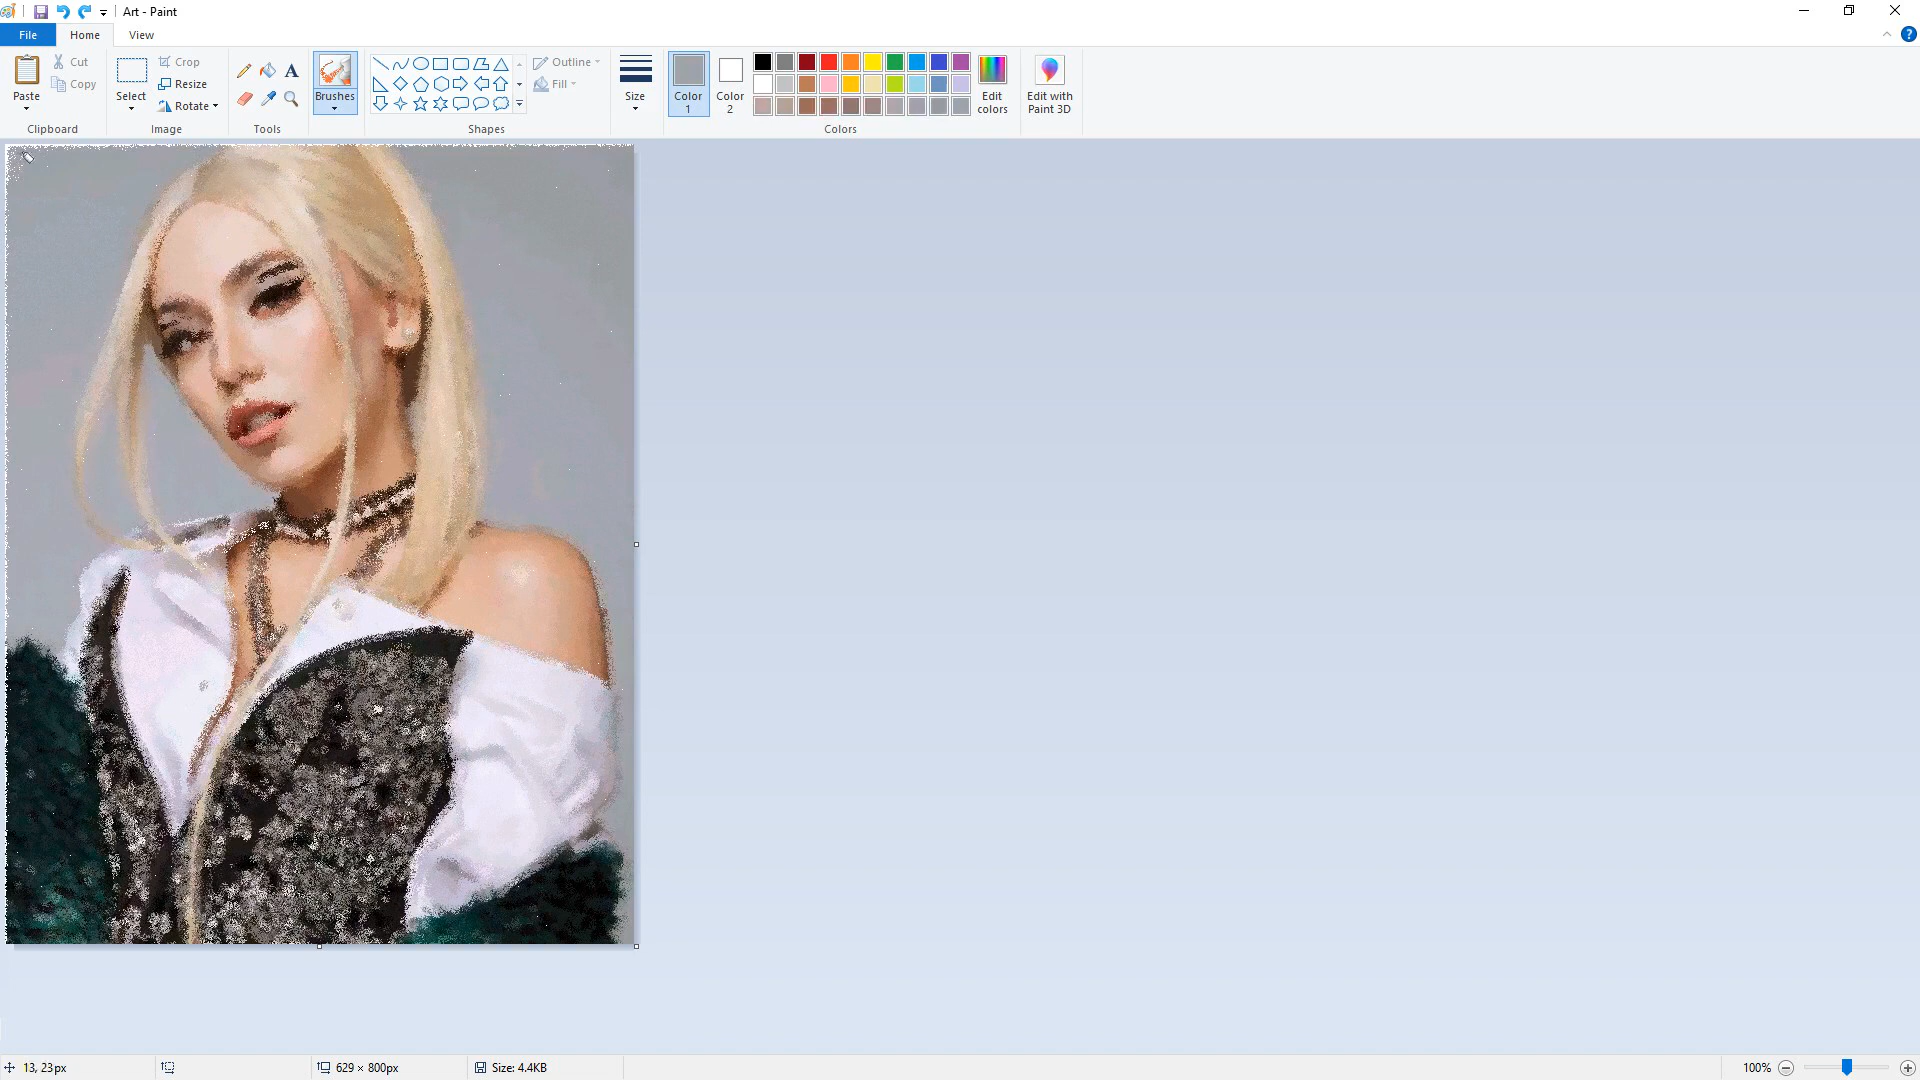 Art - Paint
File
Home
View
Paste
Cut
Copy
Clipboard
Select
Crop
Resize
Rotate
Image
A
Tools
Brushes
Outline
Fill
Shapes
Size
Color
1
Color
2
Edit
colors
Colors
Edit with
Paint 3D
?
13, 23px
629 × 800px
Size: 4.4KB
100%